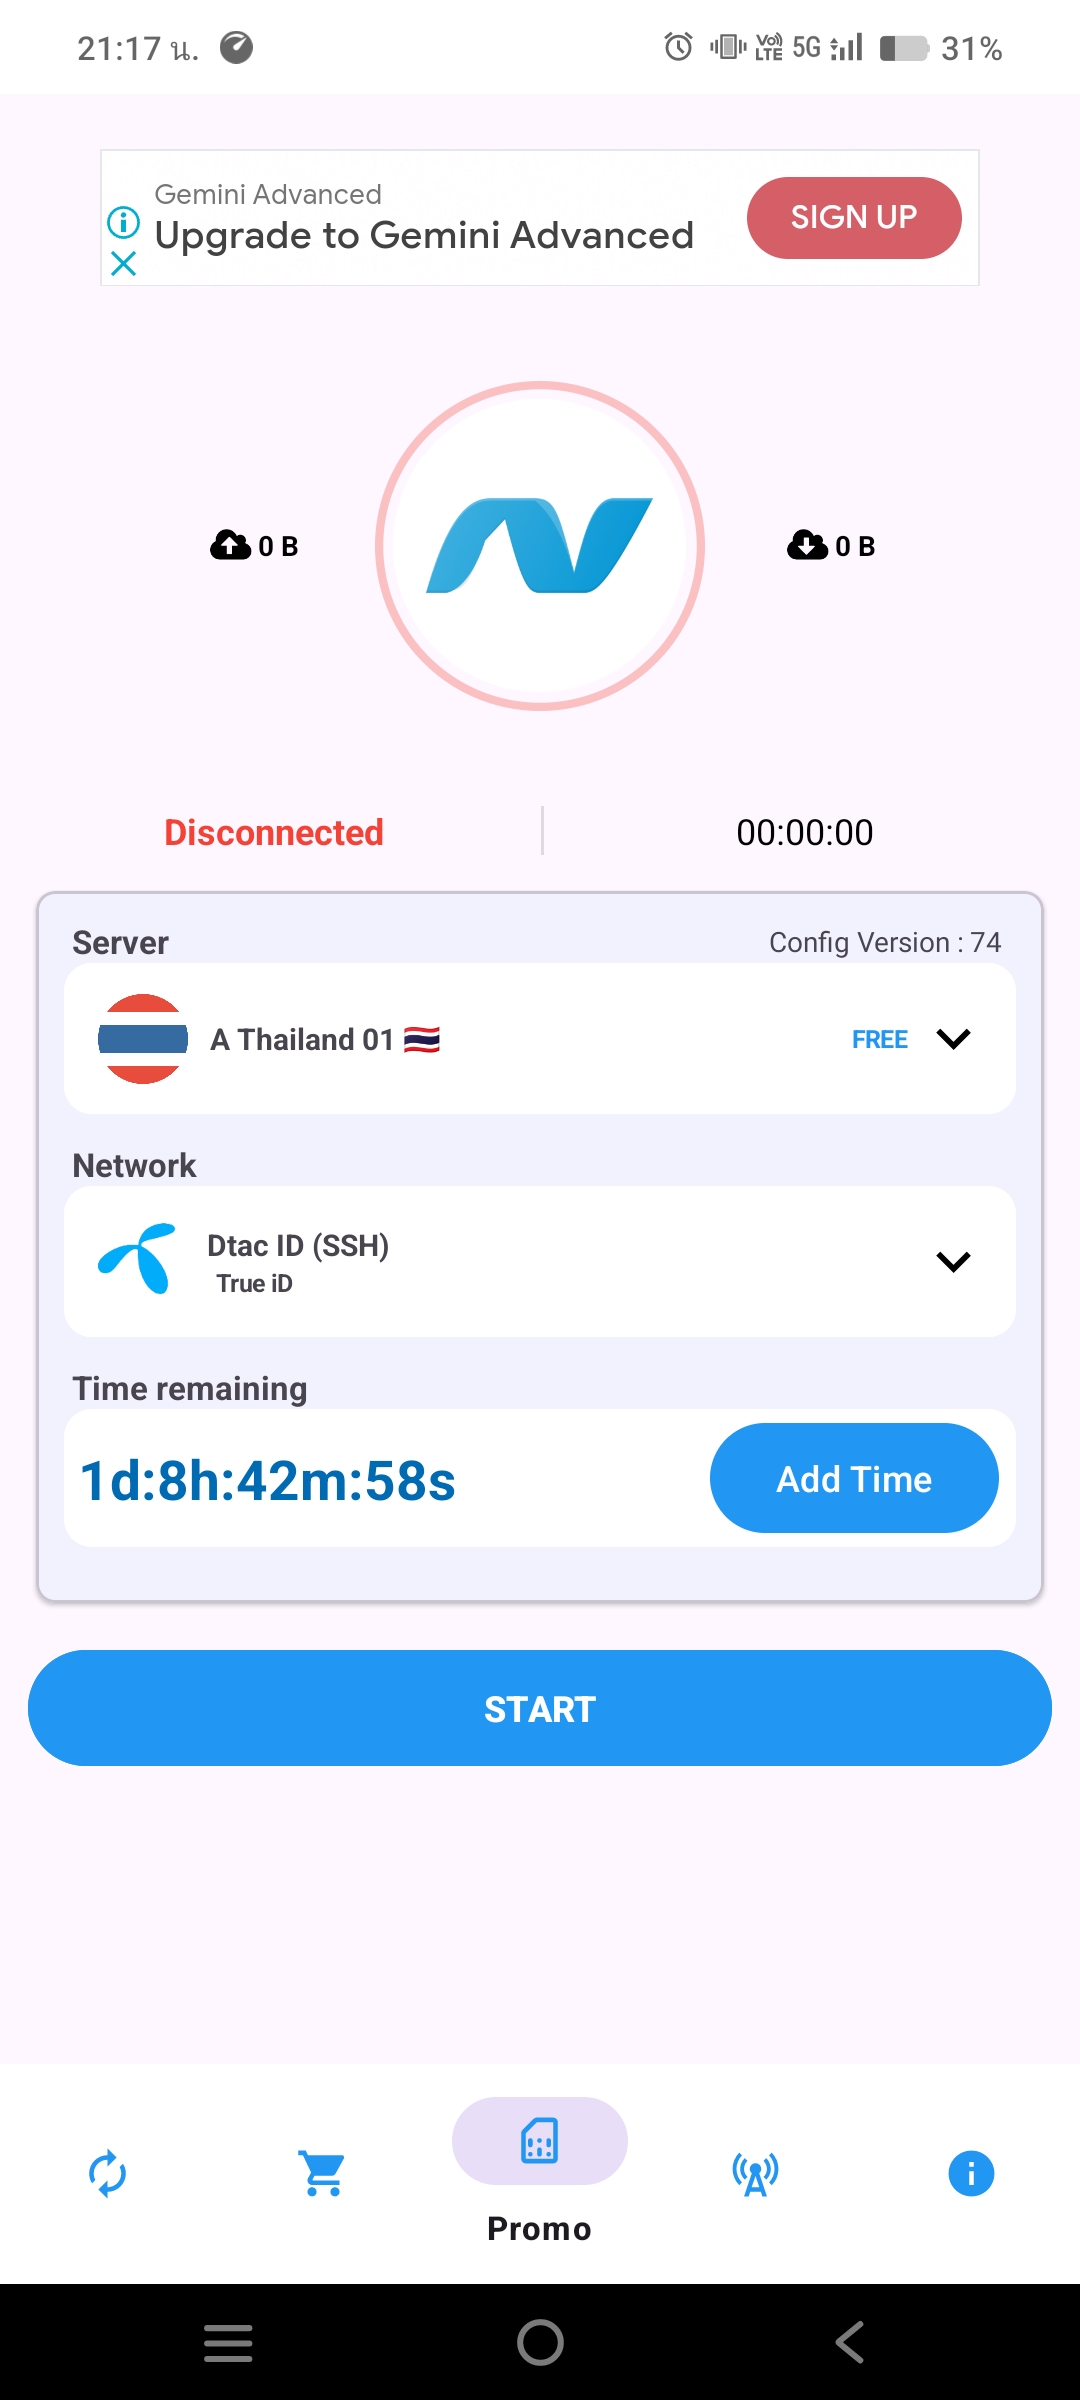 21:17 น.
Vo) LTE 5G 31%
Gemini Advanced
Upgrade to Gemini Advanced
SIGN UP
0 B
0 B
Disconnected
00:00:00
Server
Config Version : 74
A Thailand 01 🇹🇭
FREE
Network
Dtac ID (SSH)
True iD
Time remaining
1d:8h:42m:58s
Add Time
START
Promo